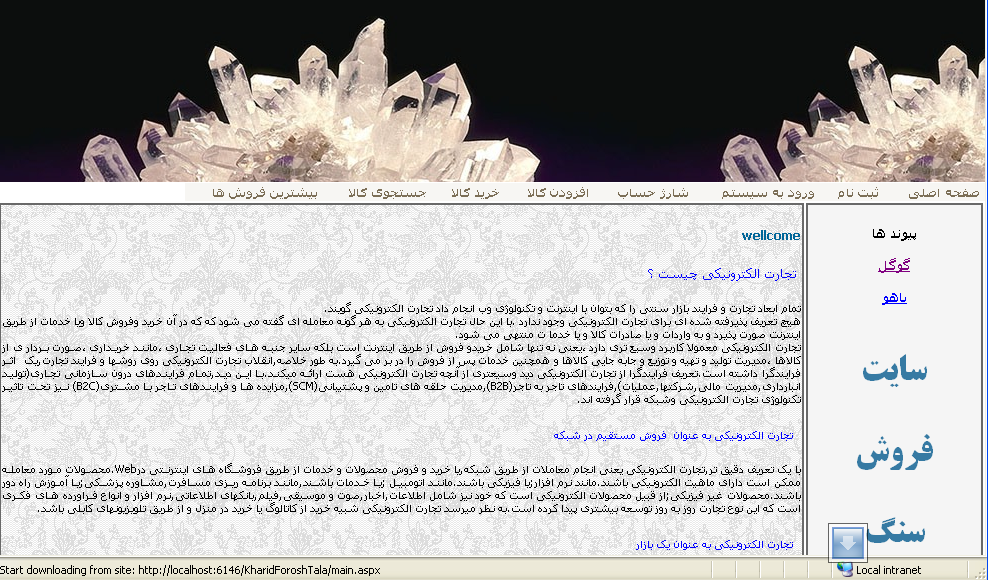 صفحه اصلی
ثبت نام
ورود به سیستم
شارژ حساب
افزودن کالا
خرید کالا
جستجوی کالا
بیشترین فروش ها
پیوند ها
گوگل
یاهو
سایت
فروش
سنگ
wellcome
تجارت الکترونیکی چیست ؟
تمام ابعاد تجارت و فرایند بازار سنتی را که بتوان با اینترنت و تکنولوژی وب انجام داد تجارت الکترونیکی گویند.
هیچ تعریف پذیرفته شده ای برای تجارت الکترونیکی وجود ندارد .با این حال تجارت الکترونیکی به هر گونه معامله ای گفته می شود که که در آن خرید وفروش کالا ویا خدمات از طریق
اینترنت صورت پذیرد و به واردات و یا صادرات کالا و یا خدما ت منتهی می شود.
تجارت الکترونیکی معمولا کاربرد وسیع تری دارد ،یعنی نه تنها شامل خریدو فروش از طریق اینترنت است بلکه سایر جنبه های فعالیت تجاری ،مانند خریداری ،صورت بردار ی از
کالاها ،مدیریت تولید و تهیه و توزیع و جابه جایی کالاها و همچنین خدمات پس از فروش را در بر می گیرد.به طور خلاصه,انقلاب تجارت الکترونیکی روی روشها و فرایند تجارت یک اثر
فرایندگرا داشته است.تعریف فرایندگرا از تجارت الکترونیکی دید وسیعتری از آنچه تجارت الکترونیکی هست ارائه میکند.با این دید,تمام فرایندهای درون سازمانی تجاری(تولید
انبارداری,مدیریت مالی,شرکتها,عملیات),فرایندهای تاجر به تاجر(B2B),مدیریت حلقه های تامین و پشتیبانی(SCM),مزایده ها و فرایندهای تاجر با مشتری(B2C) نیز تحت تاثیر
تکنولوژی تجارت الکترونیکی وشبکه قرار گرفته اند.
تجارت الکترونیکی به عنوان فروش مستقیم در شبکه
با یک تعریف دقیق تر,تجارت الکترونیکی یعنی انجام معاملات از طریق شبکه,یا خرید و فروش محصولات و خدمات از طریق فروشگاه های اینترنتی درWeb.محصولات مورد معامله
ممکن است دارای ماهیت الکترونیکی باشند.مانند نرم افزار;یا فیزیکی باشند.مانند اتومبیل یا خدمات باشند,مانند برنامه ریزی مسافرت,مشاوره پزشکی;یا آموزش راه دور
باشند.محصولات غیر فیزیکی;از قبیل محصولات الکترونیکی است که خود نیز شامل اطلاعات,اخبار,صوت و موسیقی,فیلم,بانکهای اطلاعاتی,نرم افزار و انواع فراورده های فکری
است که این نوع تجارت روز به روز توسعه بیشتری پیدا کرده است.به نظر میرسد تجارت الکترونیکی شبیه خرید از کاتالوگ یا خرید در منزل و از طریق تلویزیونهای کابلی باشد.
تجارت الکترونیکی به عنوان یک بازار
Start downloading from site: http://localhost:6146/KharidForoshTala/main.aspx
Local intranet